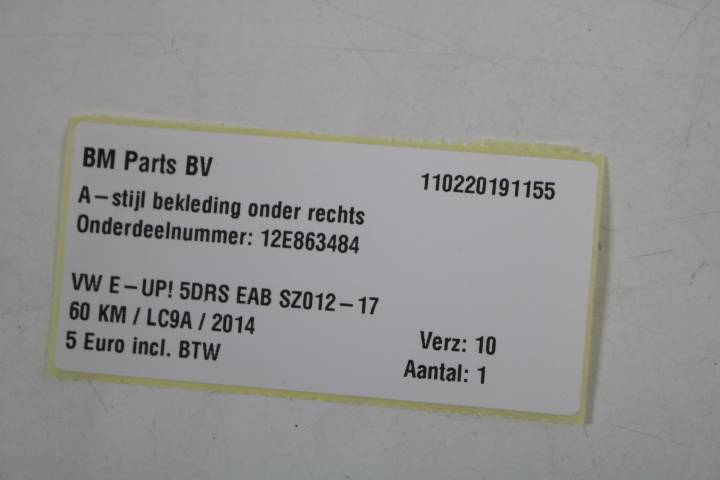 BM Parts BV
110220191155
A-stijl bekleding onder rechts
Onderdeelnummer: 12E863484
VW E-UP! 5DRS EAB SZ012-17
60 KM / LC9A / 2014
Verz: 10
5 Euro incl. BTW
Aantal: 1